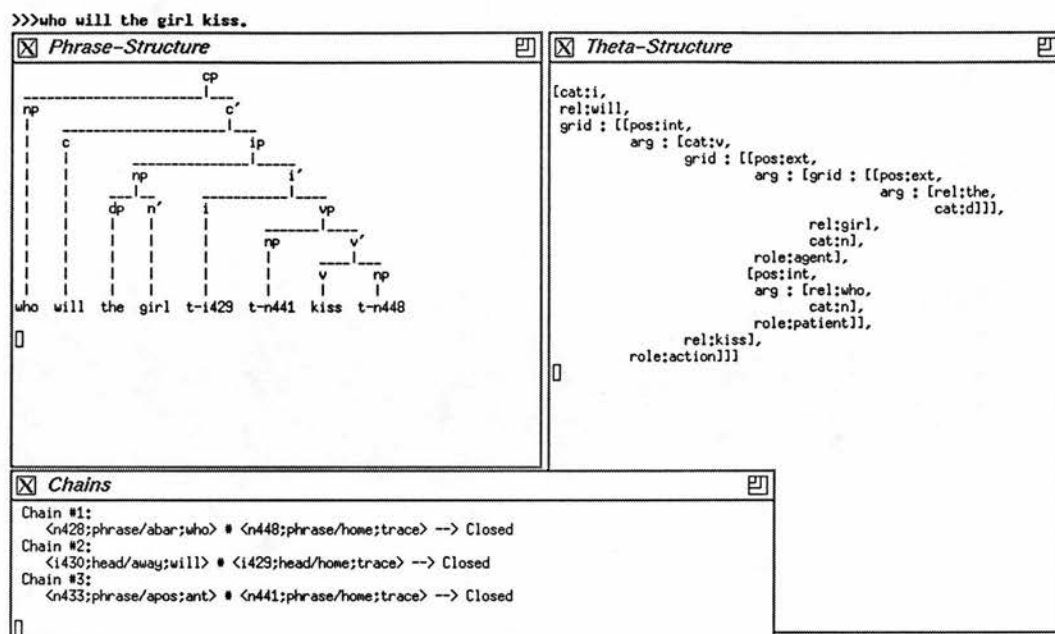 >>>who will the girl kiss.
Phrase-Structure
cp
np c′
c ip
np i′
dp n′ i vp
np v′
v np
who will the girl t-i429 t-n441 kiss t-n448
Theta-Structure
[cat:i,
rel:will,
grid : [[pos:int,
arg : [cat:v,
grid : [[pos:ext,
arg : [grid : [[pos:ext,
arg : [rel:the,
cat:d]]],
rel:girl,
cat:n],
role:agent],
[pos:int,
arg : [rel:who,
cat:n],
role:patient]],
rel:kiss],
role:action]]]
Chains
Chain #1:
<n428;phrase/abar;who> # <n448;phrase/home;trace> --> Closed
Chain #2:
<i430;head/away;will> # <i429;head/home;trace> --> Closed
Chain #3:
<n433;phrase/apos;ant> # <n441;phrase/home;trace> --> Closed